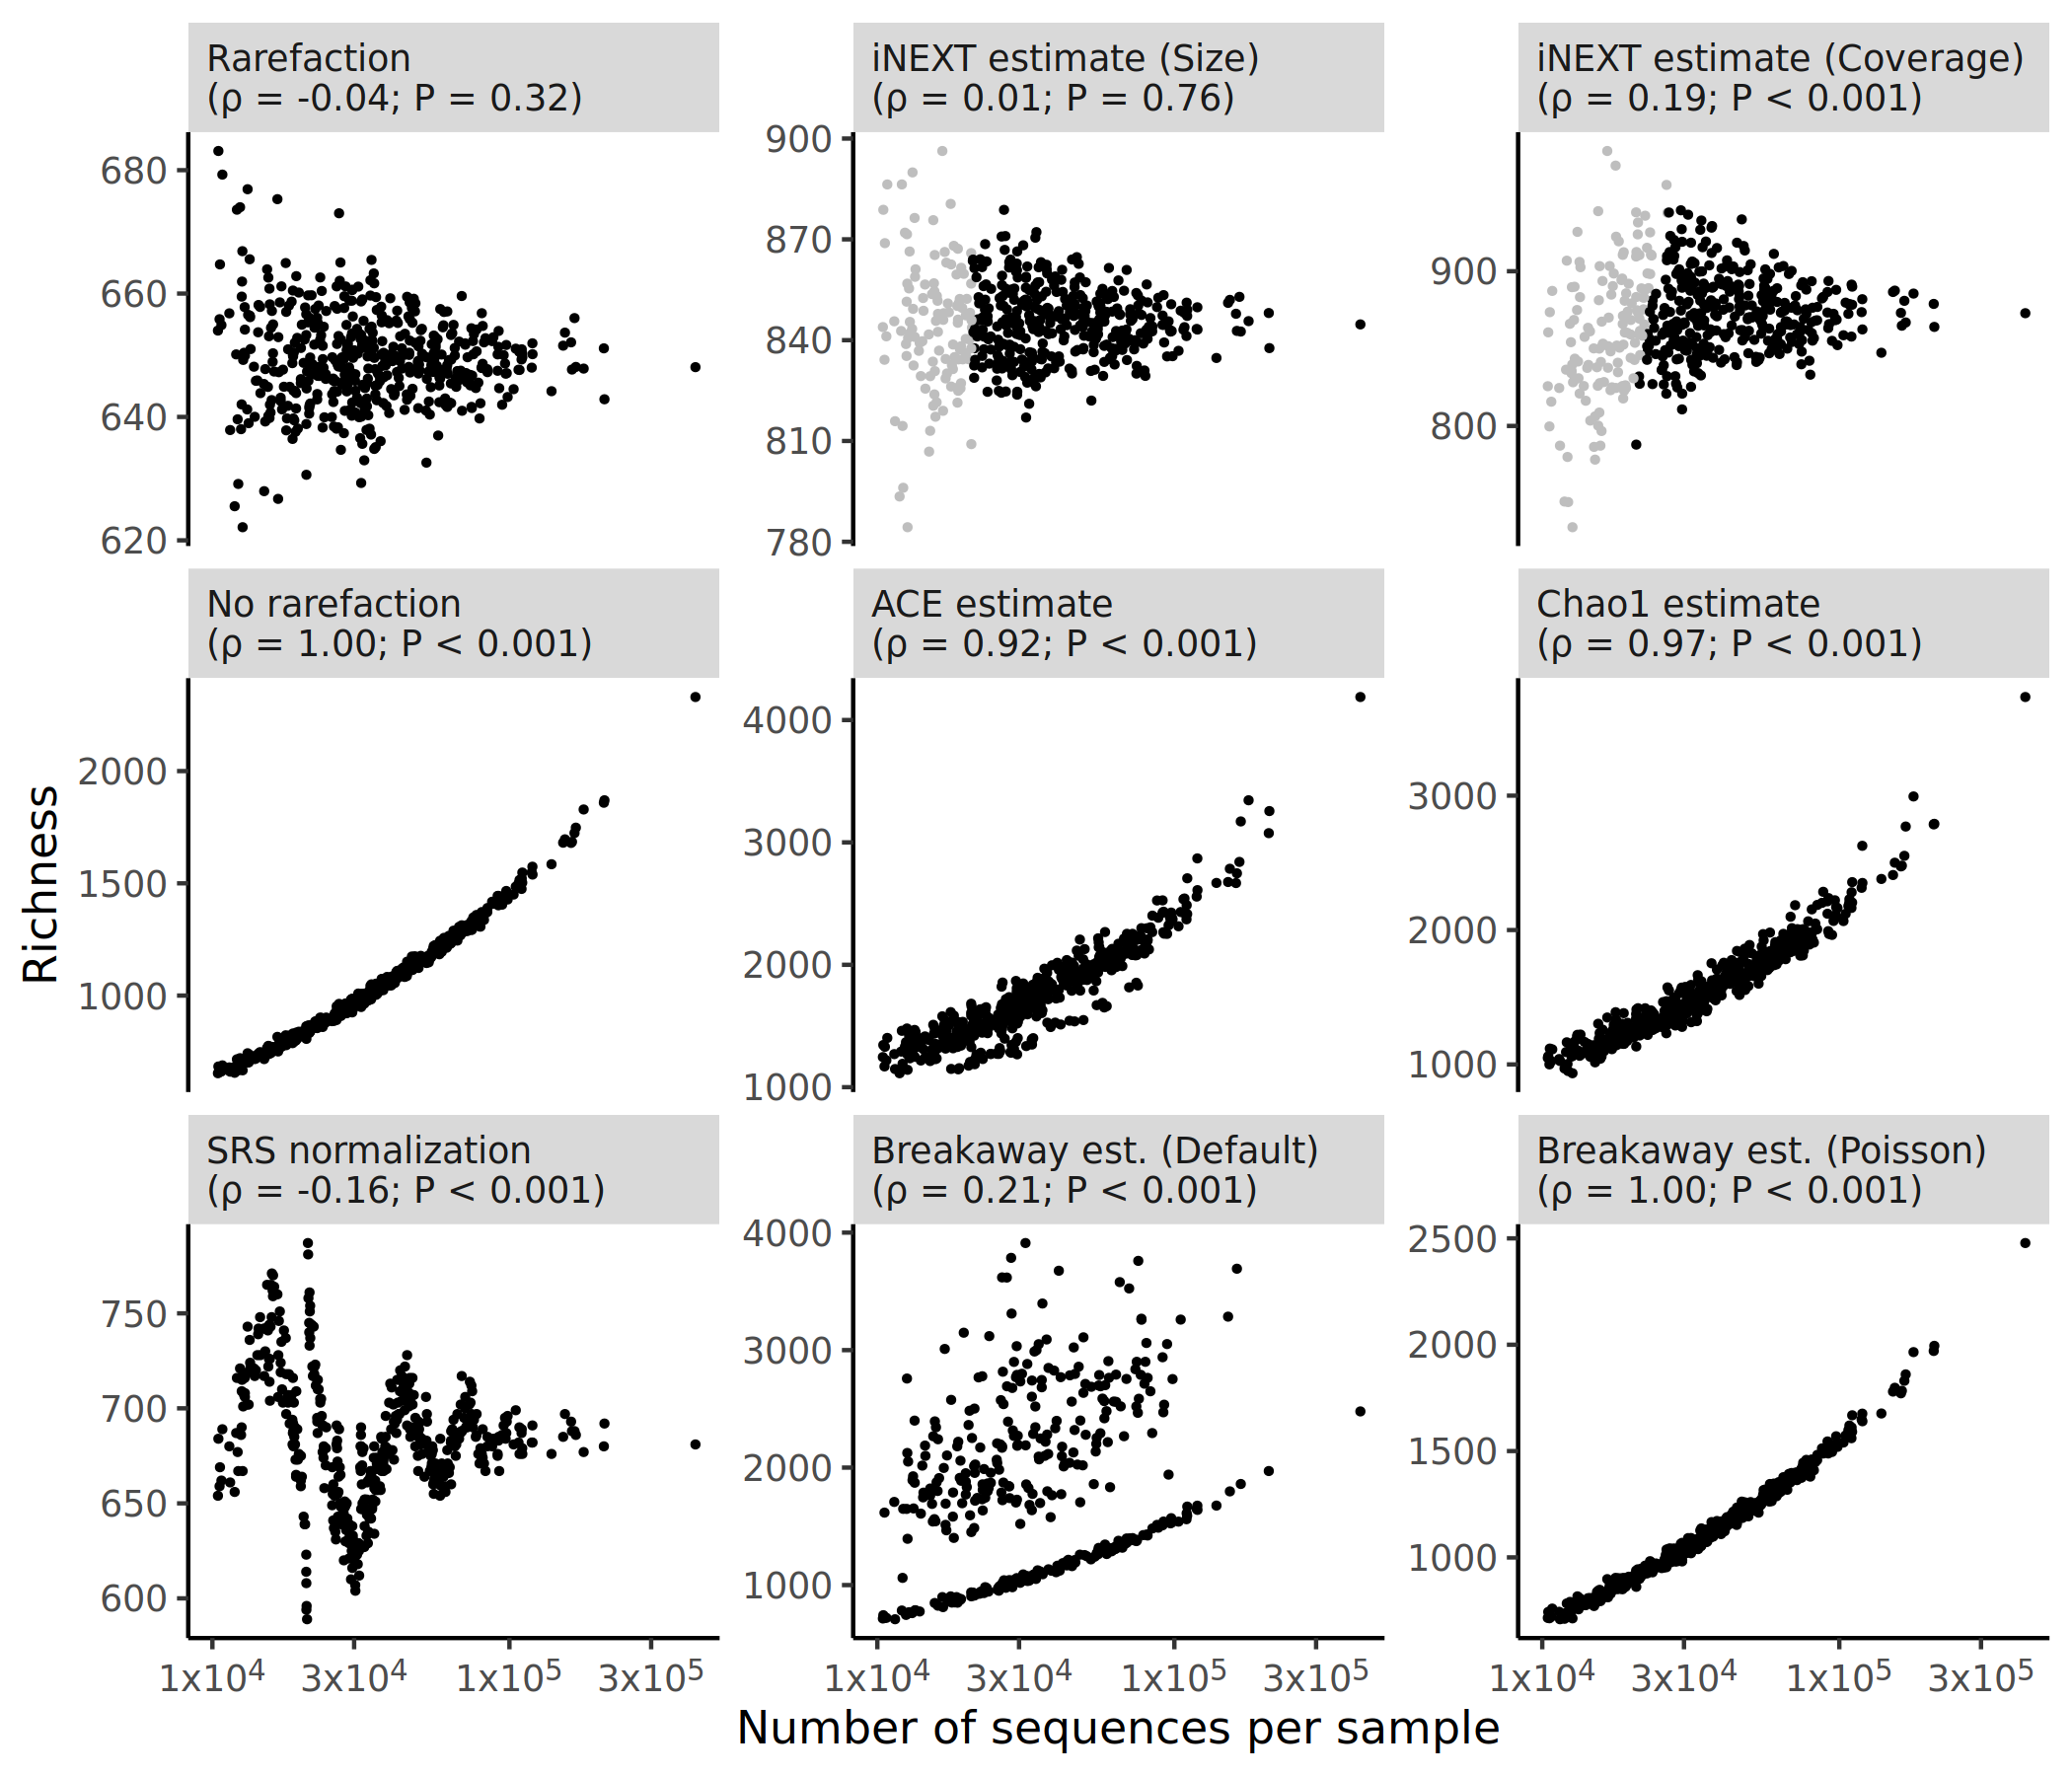 Rarefaction
(ρ = -0.04; P = 0.32)
iNEXT estimate (Size)
(ρ = 0.01; P = 0.76)
iNEXT estimate (Coverage)
(ρ = 0.19; P < 0.001)
680
660
640
620
900
870
840
810
780
900
800
No rarefaction
(ρ = 1.00; P < 0.001)
ACE estimate
(ρ = 0.92; P < 0.001)
Chao1 estimate
(ρ = 0.97; P < 0.001)
Richness
2000
1500
1000
4000
3000
2000
1000
3000
2000
1000
SRS normalization
(ρ = -0.16; P < 0.001)
Breakaway est. (Default)
(ρ = 0.21; P < 0.001)
Breakaway est. (Poisson)
(ρ = 1.00; P < 0.001)
750
700
650
600
4000
3000
2000
1000
2500
2000
1500
1000
1x10⁴ 3x10⁴ 1x10⁵ 3x10⁵
1x10⁴ 3x10⁴ 1x10⁵ 3x10⁵
1x10⁴ 3x10⁴ 1x10⁵ 3x10⁵
Number of sequences per sample